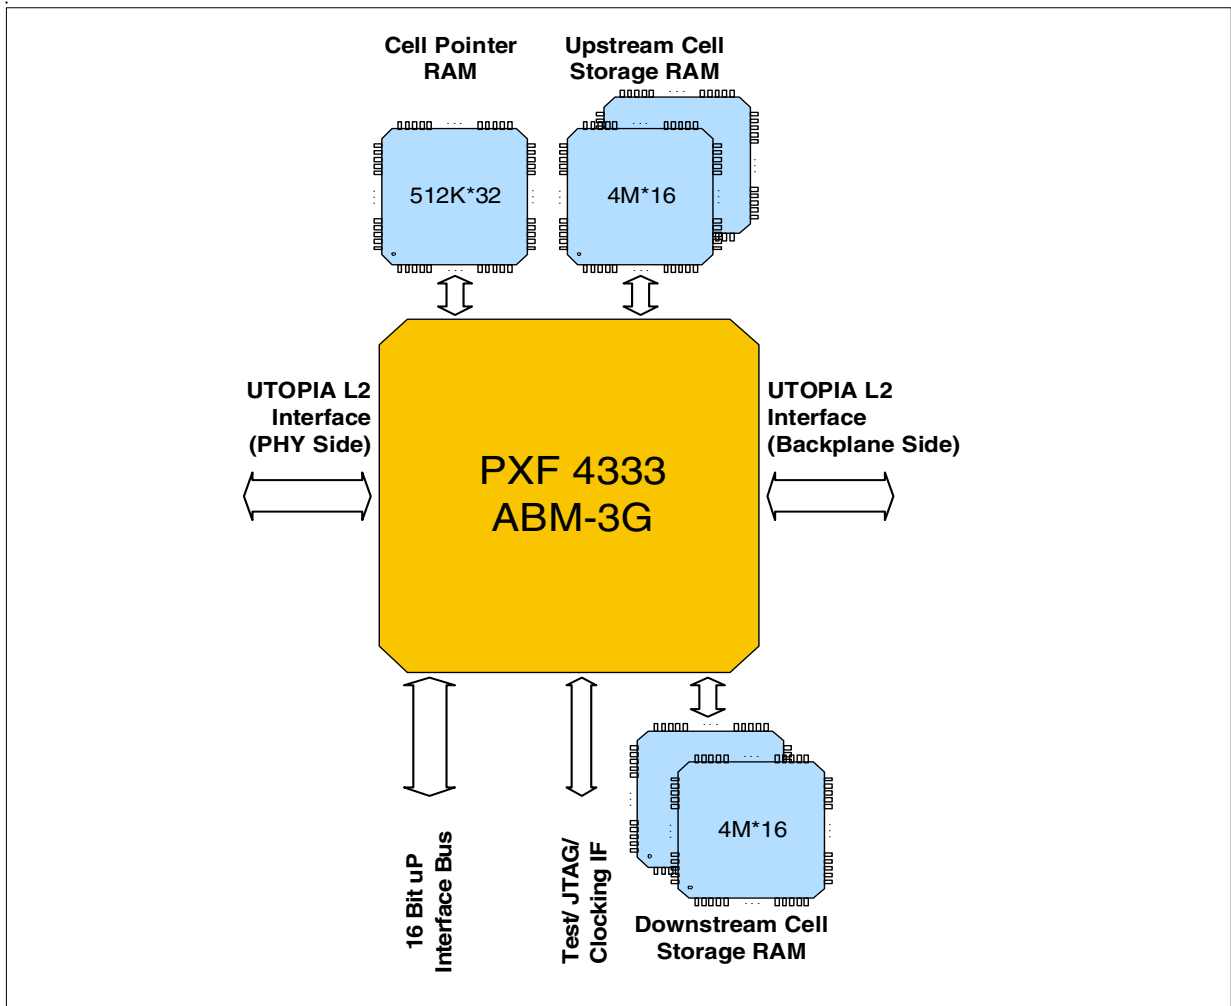 Cell Pointer
RAM
Upstream Cell
Storage RAM
512K*32
4M*16
UTOPIA L2
Interface
(PHY Side)
UTOPIA L2
Interface
(Backplane Side)
PXF 4333
ABM-3G
16 Bit uP
Interface Bus
Test/ JTAG/
Clocking IF
4M*16
Downstream Cell
Storage RAM